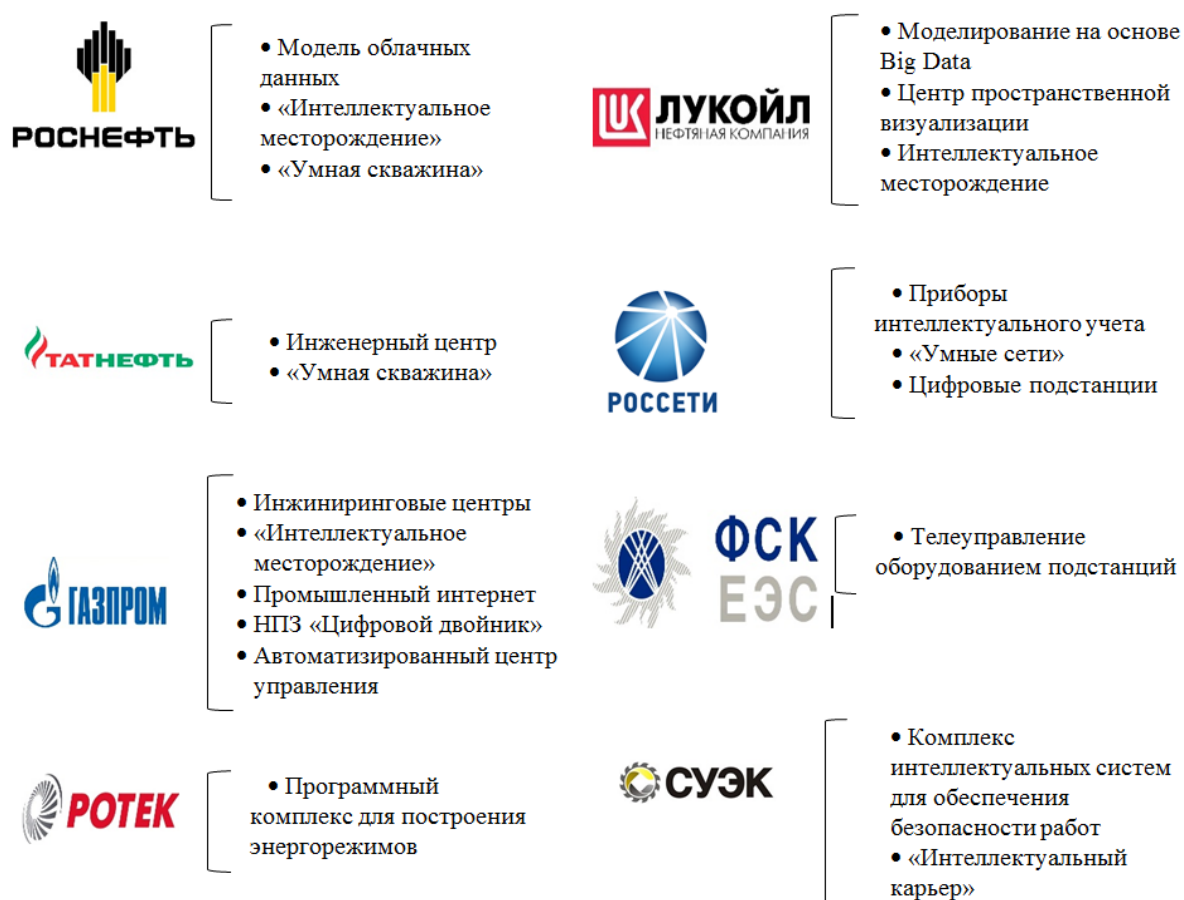 РОСНЕФТЬ
• Модель облачных
данных
• «Интеллектуальное
месторождение»
• «Умная скважина»
ЛУКОЙЛ
НЕФТЯНАЯ КОМПАНИЯ
• Моделирование на основе
Big Data
• Центр пространственной
визуализации
• Интеллектуальное
месторождение
ТАТНЕФТЬ
• Инженерный центр
• «Умная скважина»
РОССЕТИ
• Приборы
интеллектуального учета
• «Умные сети»
• Цифровые подстанции
ГАЗПРОМ
• Инжиниринговые центры
• «Интеллектуальное
месторождение»
• Промышленный интернет
• НПЗ «Цифровой двойник»
• Автоматизированный центр
управления
ФСК
ЕЭС
• Телеуправление
оборудованием подстанций
РОТЕК
• Программный
комплекс для построения
энергорежимов
СУЭК
• Комплекс
интеллектуальных систем
для обеспечения
безопасности работ
• «Интеллектуальный
карьер»